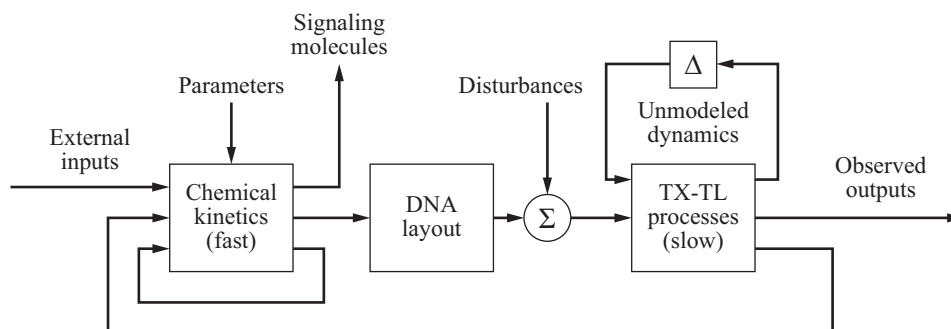 Signaling
molecules
Parameters
Disturbances
Δ
Unmodeled
dynamics
External
inputs
Chemical
kinetics
(fast)
DNA
layout
Σ
TX-TL
processes
(slow)
Observed
outputs